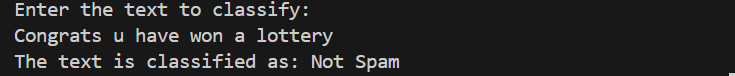 Enter the text to classify:
Congrats u have won a lottery
The text is classified as: Not Spam